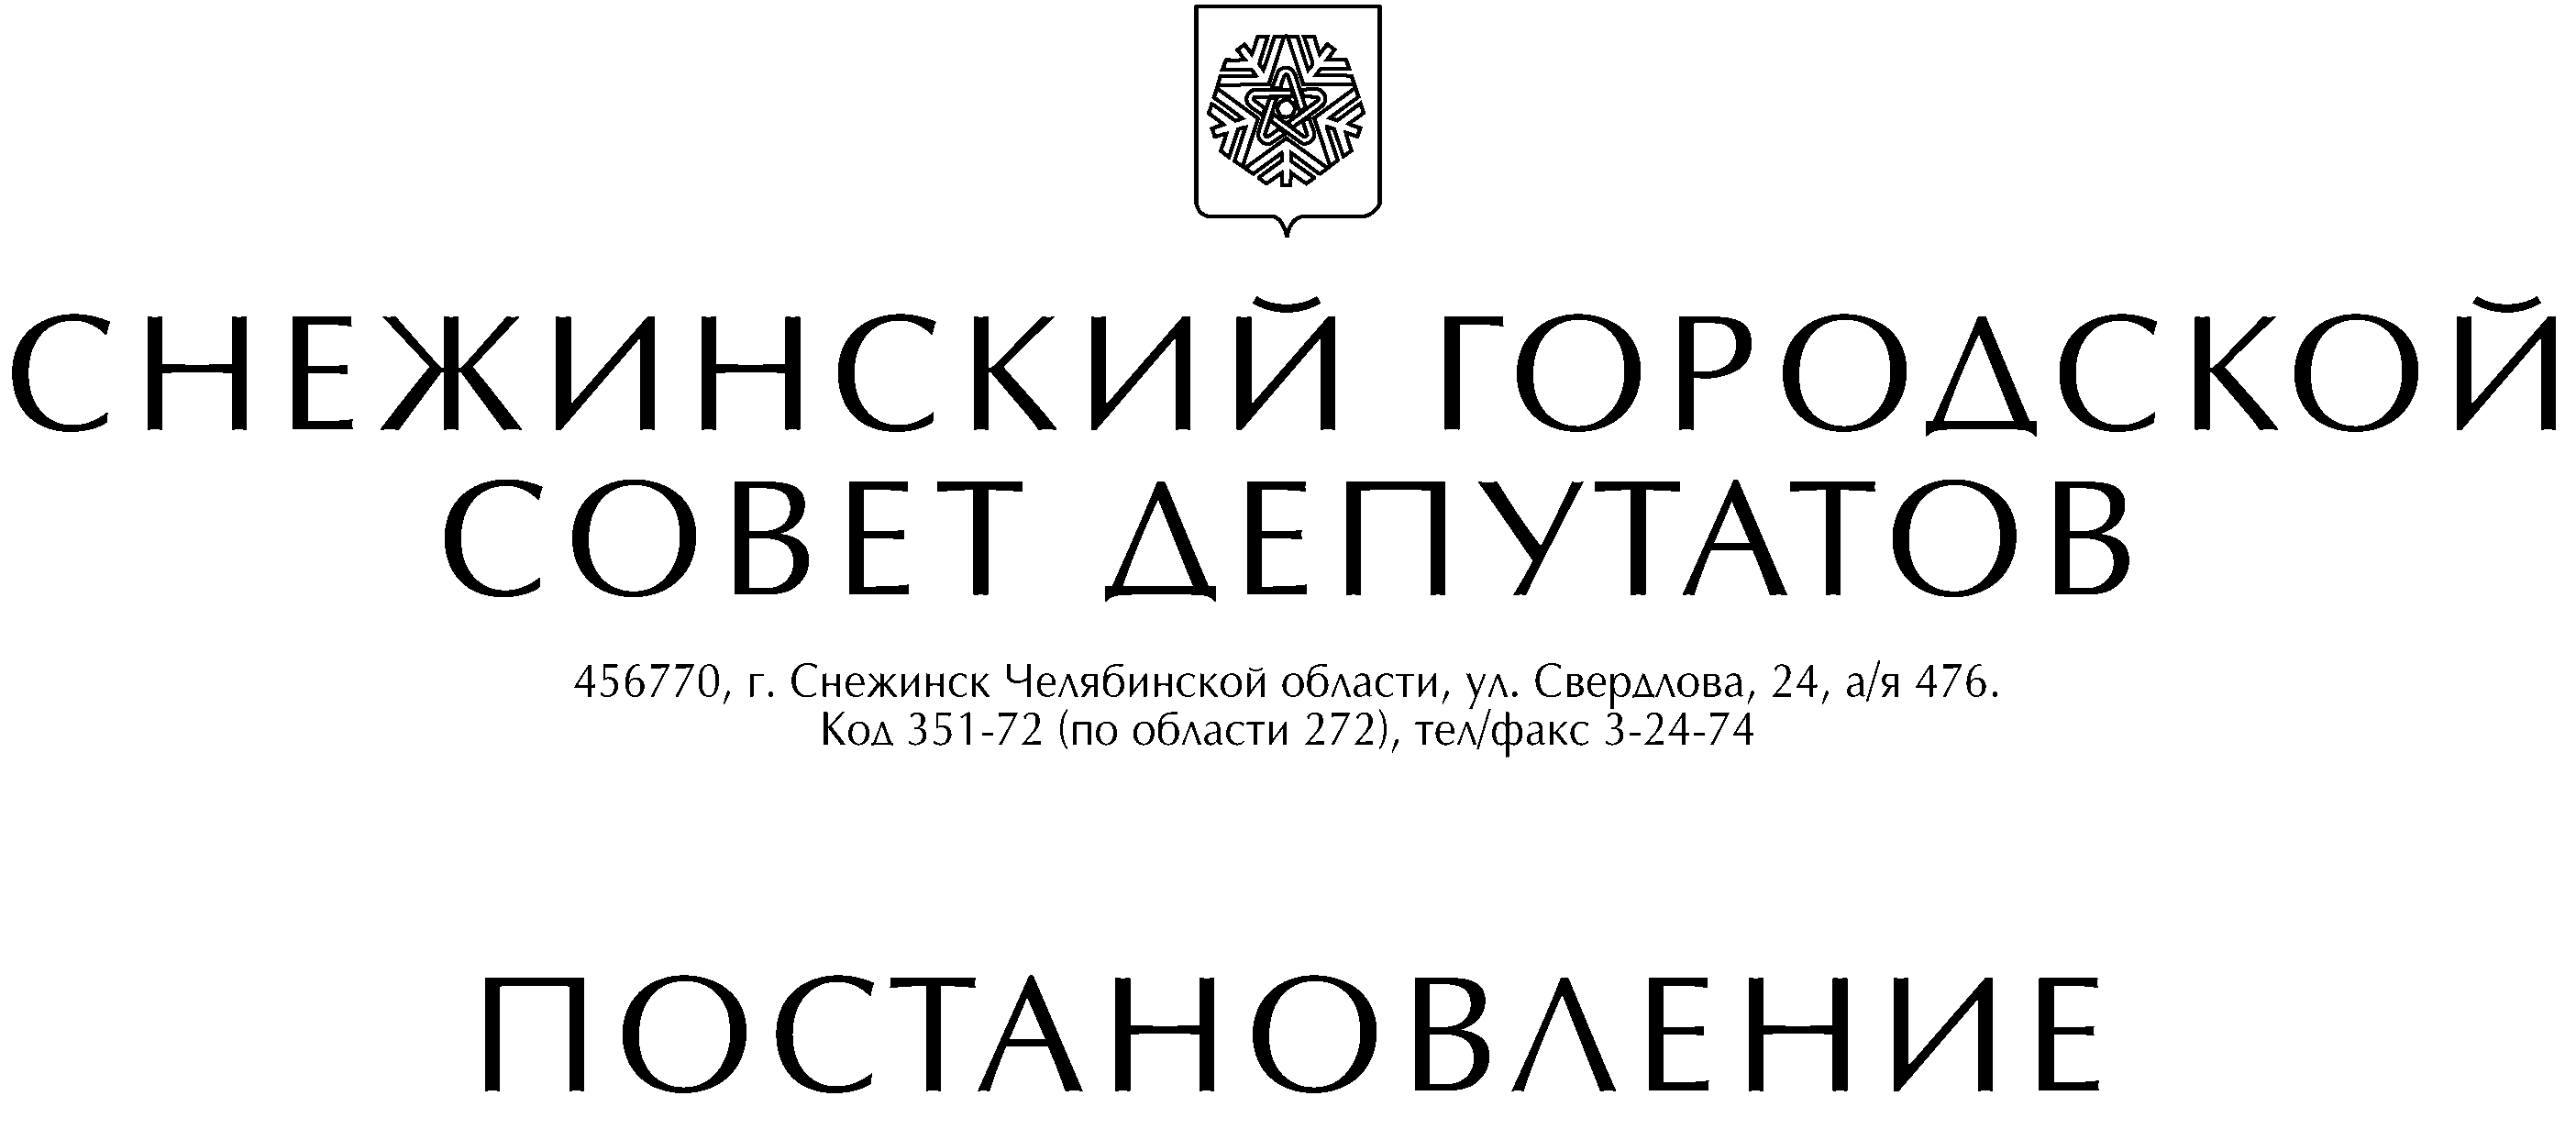 СНЕЖИНСКИЙ ГОРОДСКОЙ
СОВЕТ ДЕПУТАТОВ
456770, г. Снежинск Челябинской области, ул. Свердлова, 24, а/я 476.
Код 351-72 (по области 272), тел/факс 3-24-74
ПОСТАНОВЛЕНИЕ